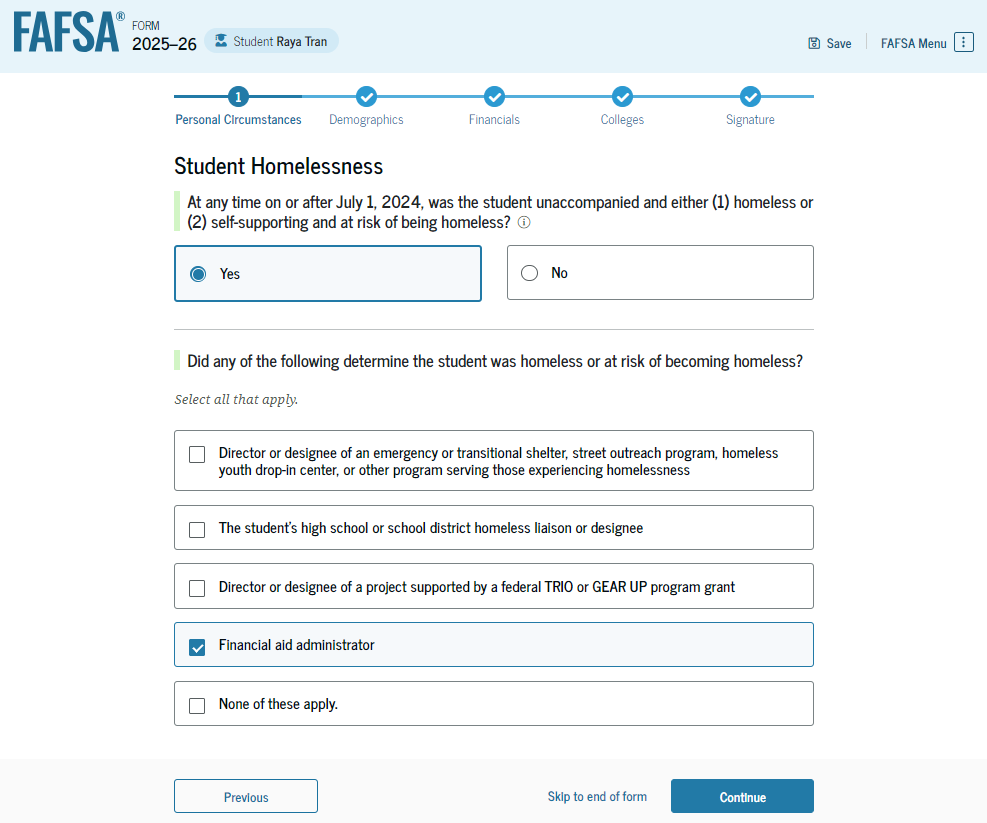 FAFSA®
FORM
2025–26
Student Raya Tran
Save
FAFSA Menu
1
Personal Circumstances
Demographics
Financials
Colleges
Signature
Student Homelessness
At any time on or after July 1, 2024, was the student unaccompanied and either (1) homeless or
(2) self-supporting and at risk of being homeless?
Yes
No
Did any of the following determine the student was homeless or at risk of becoming homeless?
Select all that apply.
Director or designee of an emergency or transitional shelter, street outreach program, homeless
youth drop-in center, or other program serving those experiencing homelessness
The student's high school or school district homeless liaison or designee
Director or designee of a project supported by a federal TRIO or GEAR UP program grant
Financial aid administrator
None of these apply.
Previous
Skip to end of form
Continue